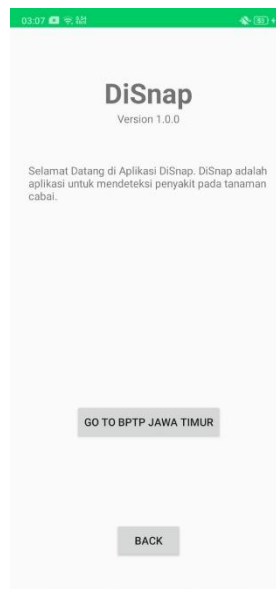 03:07
DiSnap
Version 1.0.0
Selamat Datang di Aplikasi DiSnap. DiSnap adalah
aplikasi untuk mendeteksi penyakit pada tanaman
cabai.
GO TO BPTP JAWA TIMUR
BACK